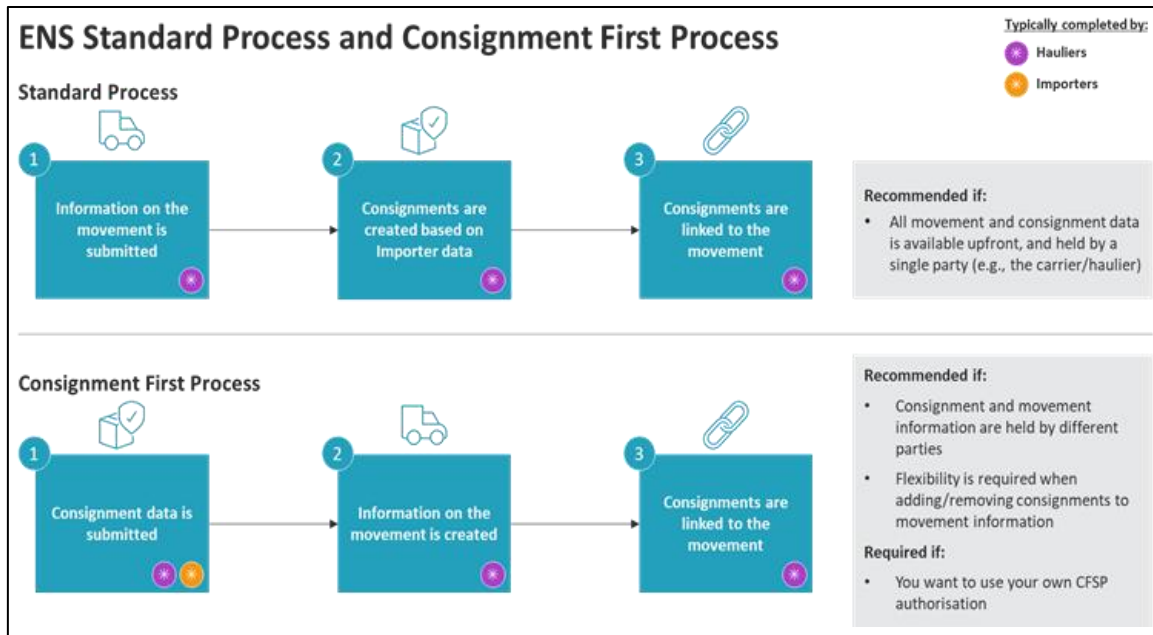 ENS Standard Process and Consignment First Process
Typically completed by:
Hauliers
Importers
Standard Process
1
Information on the
movement is
submitted
2
Consignments are
created based on
Importer data
3
Consignments are
linked to the
movement
Recommended if:
• All movement and consignment data
is available upfront, and held by a
single party (e.g., the carrier/haulier)
Consignment First Process
1
Consignment data is
submitted
2
Information on the
movement is created
3
Consignments are
linked to the
movement
Recommended if:
• Consignment and movement
information are held by different
parties
• Flexibility is required when
adding/removing consignments to
movement information
Required if:
• You want to use your own CFSP
authorisation